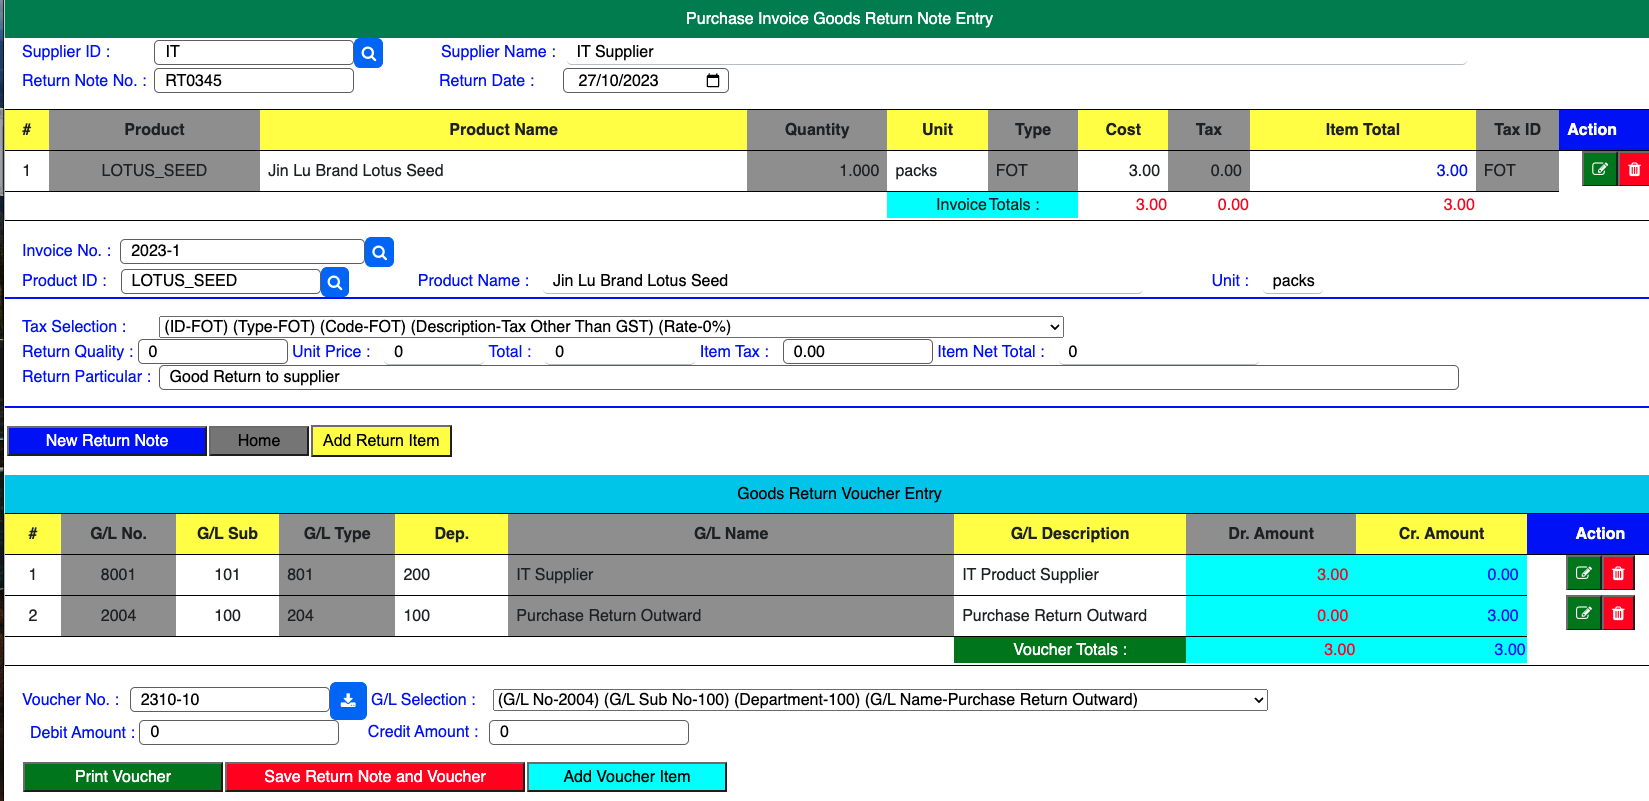 Purchase Invoice Goods Return Note Entry
Supplier ID : IT Supplier Name : IT Supplier
Return Note No. : RT0345 Return Date : 27/10/2023
# Product Product Name Quantity Unit Type Cost Tax Item Total Tax ID Action
1 LOTUS_SEED Jin Lu Brand Lotus Seed 1.000 packs FOT 3.00 0.00 3.00 FOT
Invoice Totals : 3.00 0.00 3.00
Invoice No. : 2023-1
Product ID : LOTUS_SEED Product Name : Jin Lu Brand Lotus Seed Unit : packs
Tax Selection : (ID-FOT) (Type-FOT) (Code-FOT) (Description-Tax Other Than GST) (Rate-0%)
Return Quality : 0 Unit Price : 0 Total : 0 Item Tax : 0.00 Item Net Total : 0
Return Particular : Good Return to supplier
New Return Note Home Add Return Item
Goods Return Voucher Entry
# G/L No. G/L Sub G/L Type Dep. G/L Name G/L Description Dr. Amount Cr. Amount Action
1 8001 101 801 200 IT Supplier IT Product Supplier 3.00 0.00
2 2004 100 204 100 Purchase Return Outward Purchase Return Outward 0.00 3.00
Voucher Totals : 3.00 3.00
Voucher No. : 2310-10 G/L Selection : (G/L No-2004) (G/L Sub No-100) (Department-100) (G/L Name-Purchase Return Outward)
Debit Amount : 0 Credit Amount : 0
Print Voucher Save Return Note and Voucher Add Voucher Item